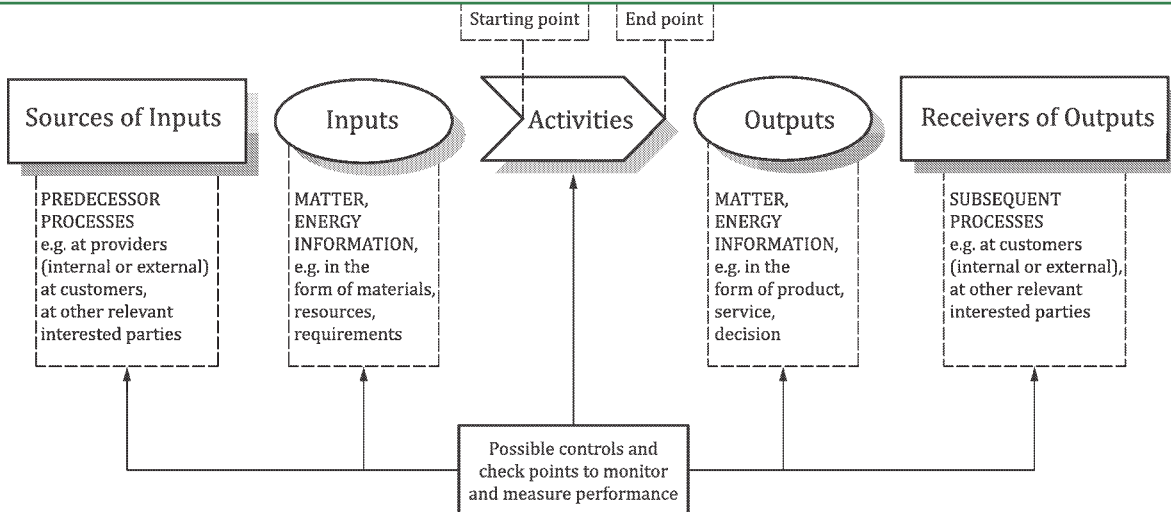 Starting point
End point
Sources of Inputs
Inputs
Activities
Outputs
Receivers of Outputs
PREDECESSOR
PROCESSES
e.g. at providers
(internal or external)
at customers,
at other relevant
interested parties
MATTER,
ENERGY
INFORMATION,
e.g. in the
form of materials,
resources,
requirements
MATTER,
ENERGY
INFORMATION,
e.g. in the
form of product,
service,
decision
SUBSEQUENT
PROCESSES
e.g. at customers
(internal or external),
at other relevant
interested parties
Possible controls and
check points to monitor
and measure performance